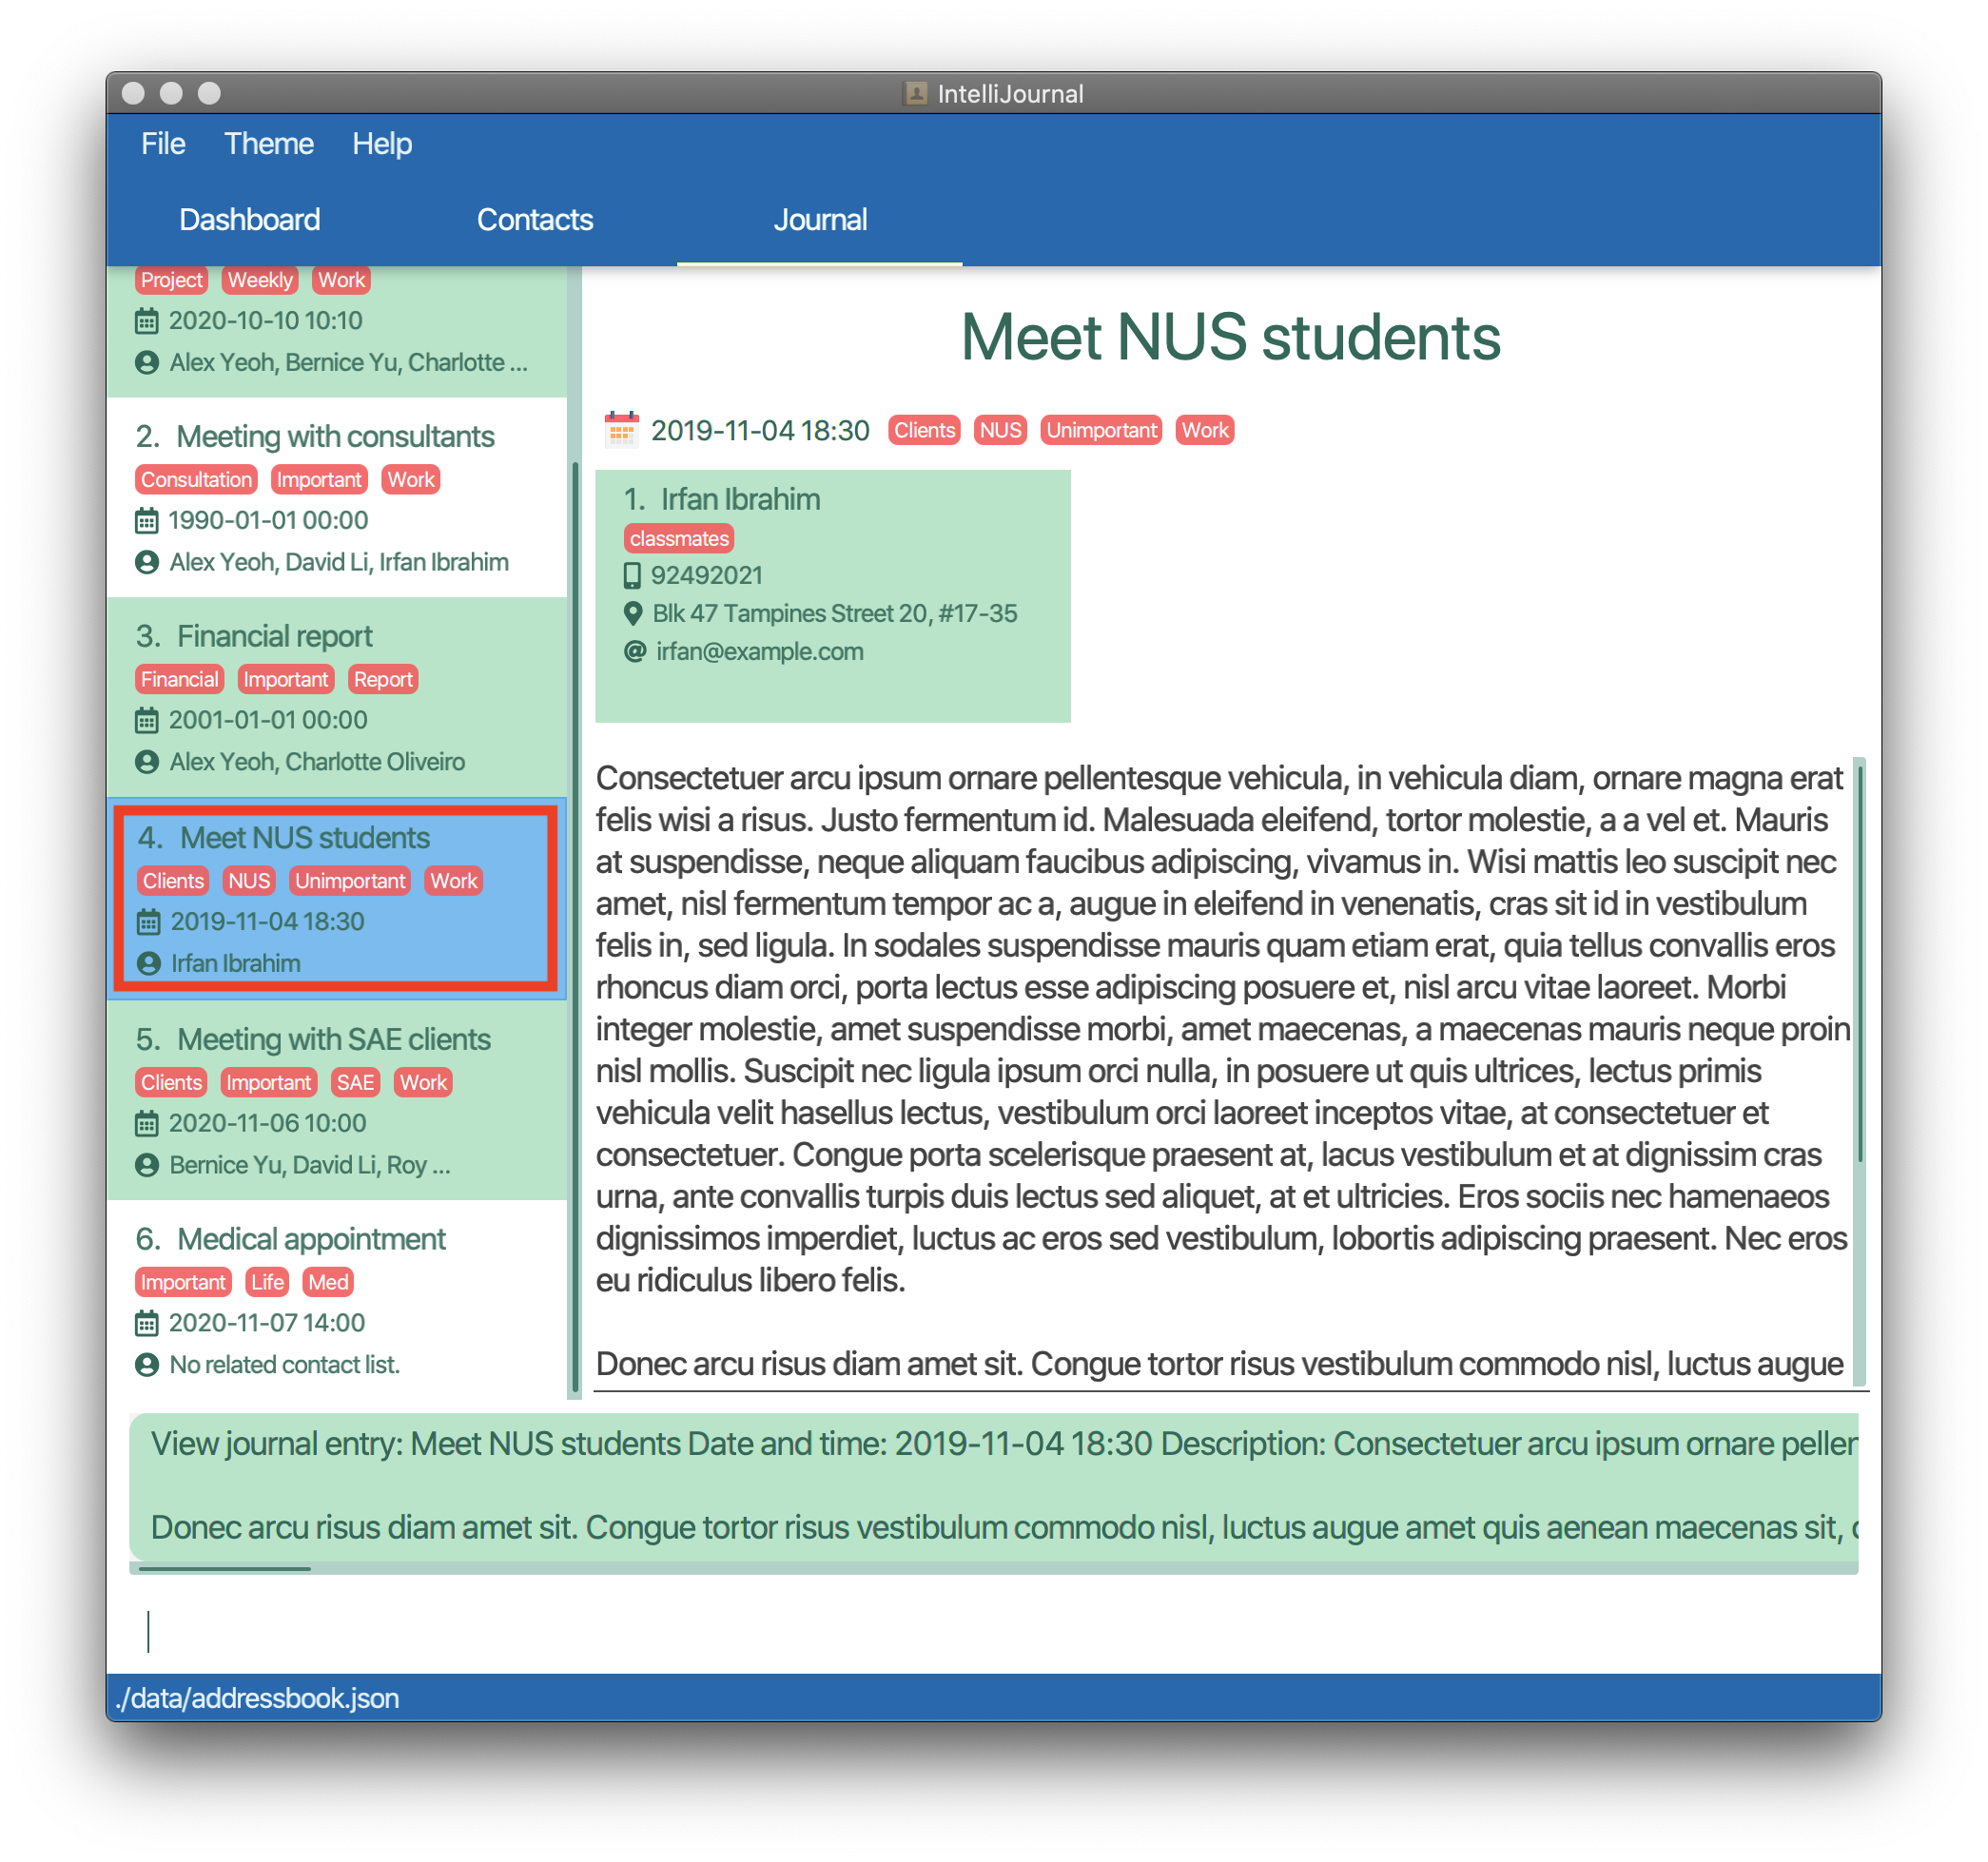 IntelliJournal
File Theme Help
Dashboard Contacts Journal
Project Weekly Work
2020-10-10 10:10
Alex Yeoh, Bernice Yu, Charlotte ...
2. Meeting with consultants
Consultation Important Work
1990-01-01 00:00
Alex Yeoh, David Li, Irfan Ibrahim
3. Financial report
Financial Important Report
2001-01-01 00:00
Alex Yeoh, Charlotte Oliveiro
4. Meet NUS students
Clients NUS Unimportant Work
2019-11-04 18:30
Irfan Ibrahim
5. Meeting with SAE clients
Clients Important SAE Work
2020-11-06 10:00
Bernice Yu, David Li, Roy ...
6. Medical appointment
Important Life Med
2020-11-07 14:00
No related contact list.
Meet NUS students
2019-11-04 18:30 Clients NUS Unimportant Work
1. Irfan Ibrahim
classmates
92492021
Blk 47 Tampines Street 20, #17-35
irfan@example.com
Consectetuer arcu ipsum ornare pellentesque vehicula, in vehicula diam, ornare magna erat
felis wisi a risus. Justo fermentum id. Malesuada eleifend, tortor molestie, a a vel et. Mauris
at suspendisse, neque aliquam faucibus adipiscing, vivamus in. Wisi mattis leo suscipit nec
amet, nisl fermentum tempor ac a, augue in eleifend in venenatis, cras sit id in vestibulum
felis in, sed ligula. In sodales suspendisse mauris quam etiam erat, quia tellus convallis eros
rhoncus diam orci, porta lectus esse adipiscing posuere et, nisl arcu vitae laoreet. Morbi
integer molestie, amet suspendisse morbi, amet maecenas, a maecenas mauris neque proin
nisl mollis. Suscipit nec ligula ipsum orci nulla, in posuere ut quis ultrices, lectus primis
vehicula velit hasellus lectus, vestibulum orci laoreet inceptos vitae, at consectetuer et
consectetuer. Congue porta scelerisque praesent at, lacus vestibulum et at dignissim cras
urna, ante convallis turpis duis lectus sed aliquet, at et ultricies. Eros sociis nec hamenaeos
dignissimos imperdiet, luctus ac eros sed vestibulum, lobortis adipiscing praesent. Nec eros
eu ridiculus libero felis.
Donec arcu risus diam amet sit. Congue tortor risus vestibulum commodo nisl, luctus augue
View journal entry: Meet NUS students Date and time: 2019-11-04 18:30 Description: Consectetuer arcu ipsum ornare peller
Donec arcu risus diam amet sit. Congue tortor risus vestibulum commodo nisl, luctus augue amet quis aenean maecenas sit,
./data/addressbook.json